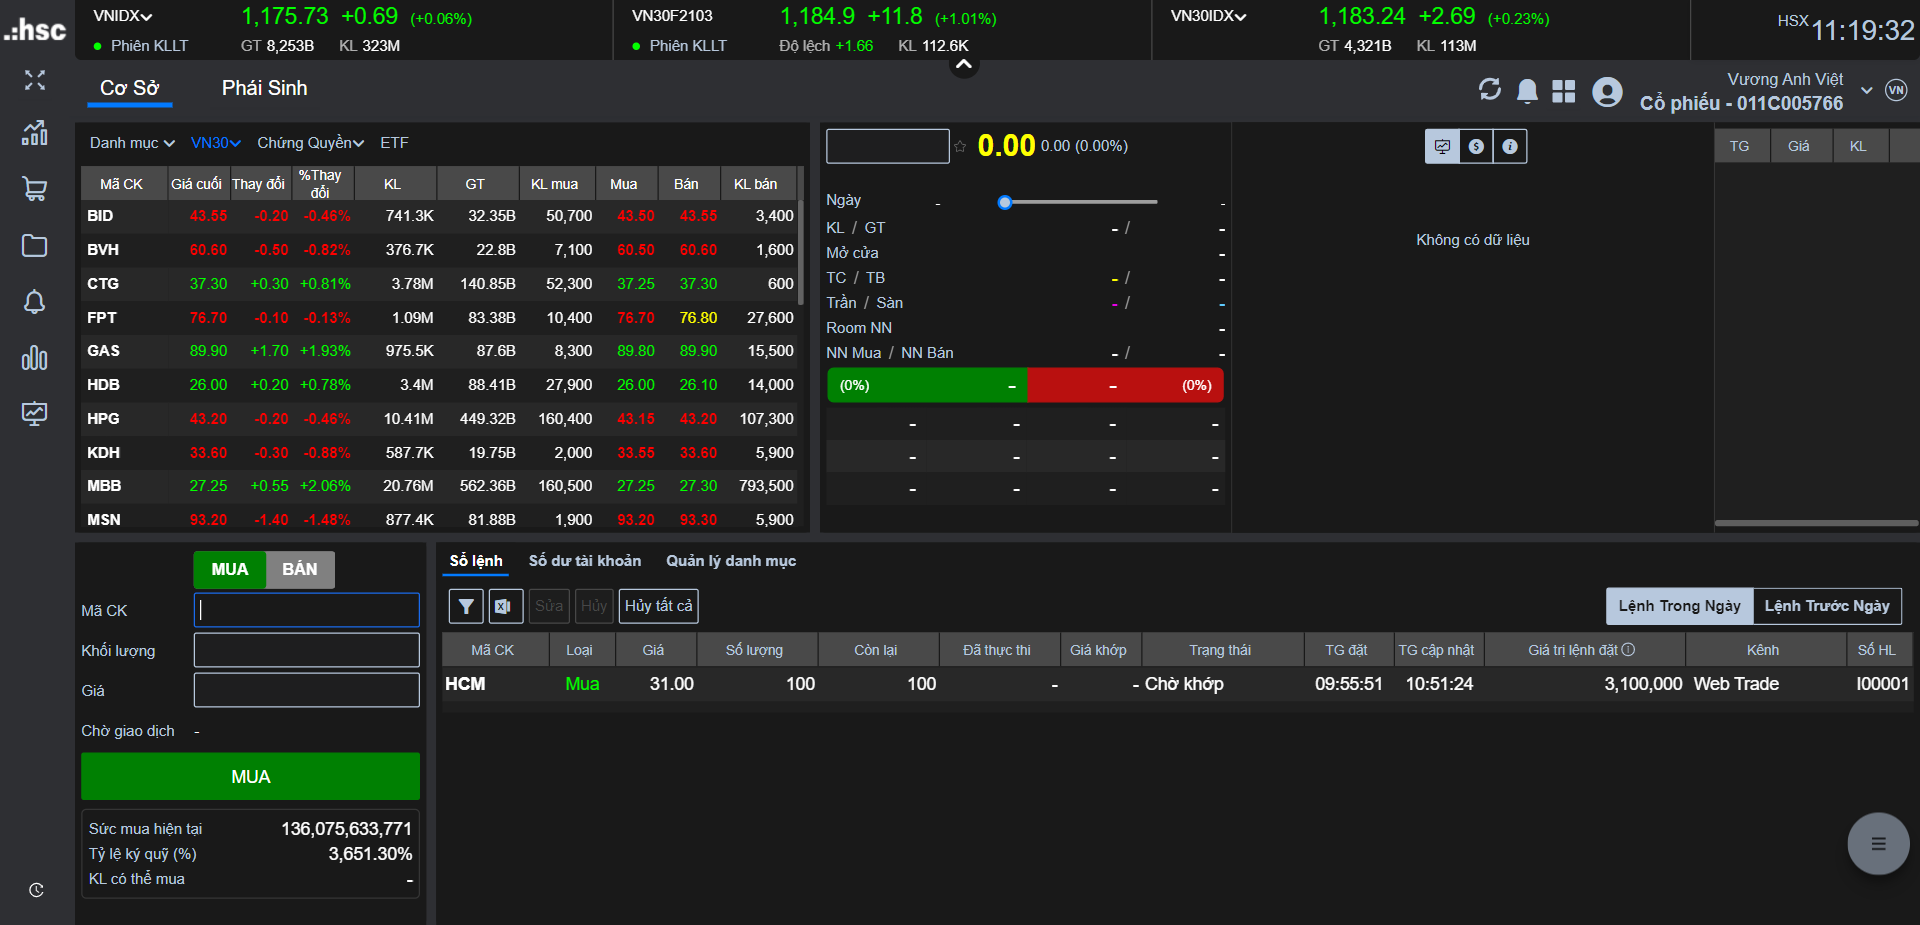 .:hsc
VNIDX 1,175.73 +0.69 (+0.06%)
Phiên KLLT GT 8,253B KL 323M
VN30F2103 1,184.9 +11.8 (+1.01%)
Phiên KLLT Độ lệch +1.66 KL 112.6K
VN30IDX 1,183.24 +2.69 (+0.23%)
GT 4,321B KL 113M
HSX 11:19:32
Cơ Sở Phái Sinh
Vương Anh Việt
Cổ phiếu - 011C005766
VN
Danh mục VN30 Chứng Quyền ETF
Mã CK Giá cuối Thay đổi %Thay đổi KL GT KL mua Mua Bán KL bán
BID 43.55 -0.20 -0.46% 741.3K 32.35B 50,700 43.50 43.55 3,400
BVH 60.60 -0.50 -0.82% 376.7K 22.8B 7,100 60.50 60.60 1,600
CTG 37.30 +0.30 +0.81% 3.78M 140.85B 52,300 37.25 37.30 600
FPT 76.70 -0.10 -0.13% 1.09M 83.38B 10,400 76.70 76.80 27,600
GAS 89.90 +1.70 +1.93% 975.5K 87.6B 8,300 89.80 89.90 15,500
HDB 26.00 +0.20 +0.78% 3.4M 88.41B 27,900 26.00 26.10 14,000
HPG 43.20 -0.20 -0.46% 10.41M 449.32B 160,400 43.15 43.20 107,300
KDH 33.60 -0.30 -0.88% 587.7K 19.75B 2,000 33.55 33.60 5,900
MBB 27.25 +0.55 +2.06% 20.76M 562.36B 160,500 27.25 27.30 793,500
MSN 93.20 -1.40 -1.48% 877.4K 81.88B 1,900 93.20 93.30 5,900
0.00 0.00 (0.00%)
Ngày - -
KL / GT - / -
Mở cửa -
TC / TB - / -
Trần / Sàn - / -
Room NN -
NN Mua / NN Bán - / -
(0%) - - (0%)
- - - -
- - - -
- - - -
Không có dữ liệu
TG Giá KL
MUA BÁN
Mã CK
Khối lượng
Giá
Chờ giao dịch -
MUA
Sức mua hiện tại 136,075,633,771
Tỷ lệ ký quỹ (%) 3,651.30%
KL có thể mua -
Sổ lệnh Số dư tài khoản Quản lý danh mục
Sửa Hủy Hủy tất cả
Lệnh Trong Ngày Lệnh Trước Ngày
Mã CK Loại Giá Số lượng Còn lại Đã thực thi Giá khớp Trạng thái TG đặt TG cập nhật Giá trị lệnh đặt Kênh Số HL
HCM Mua 31.00 100 100 - - Chờ khớp 09:55:51 10:51:24 3,100,000 Web Trade I00001